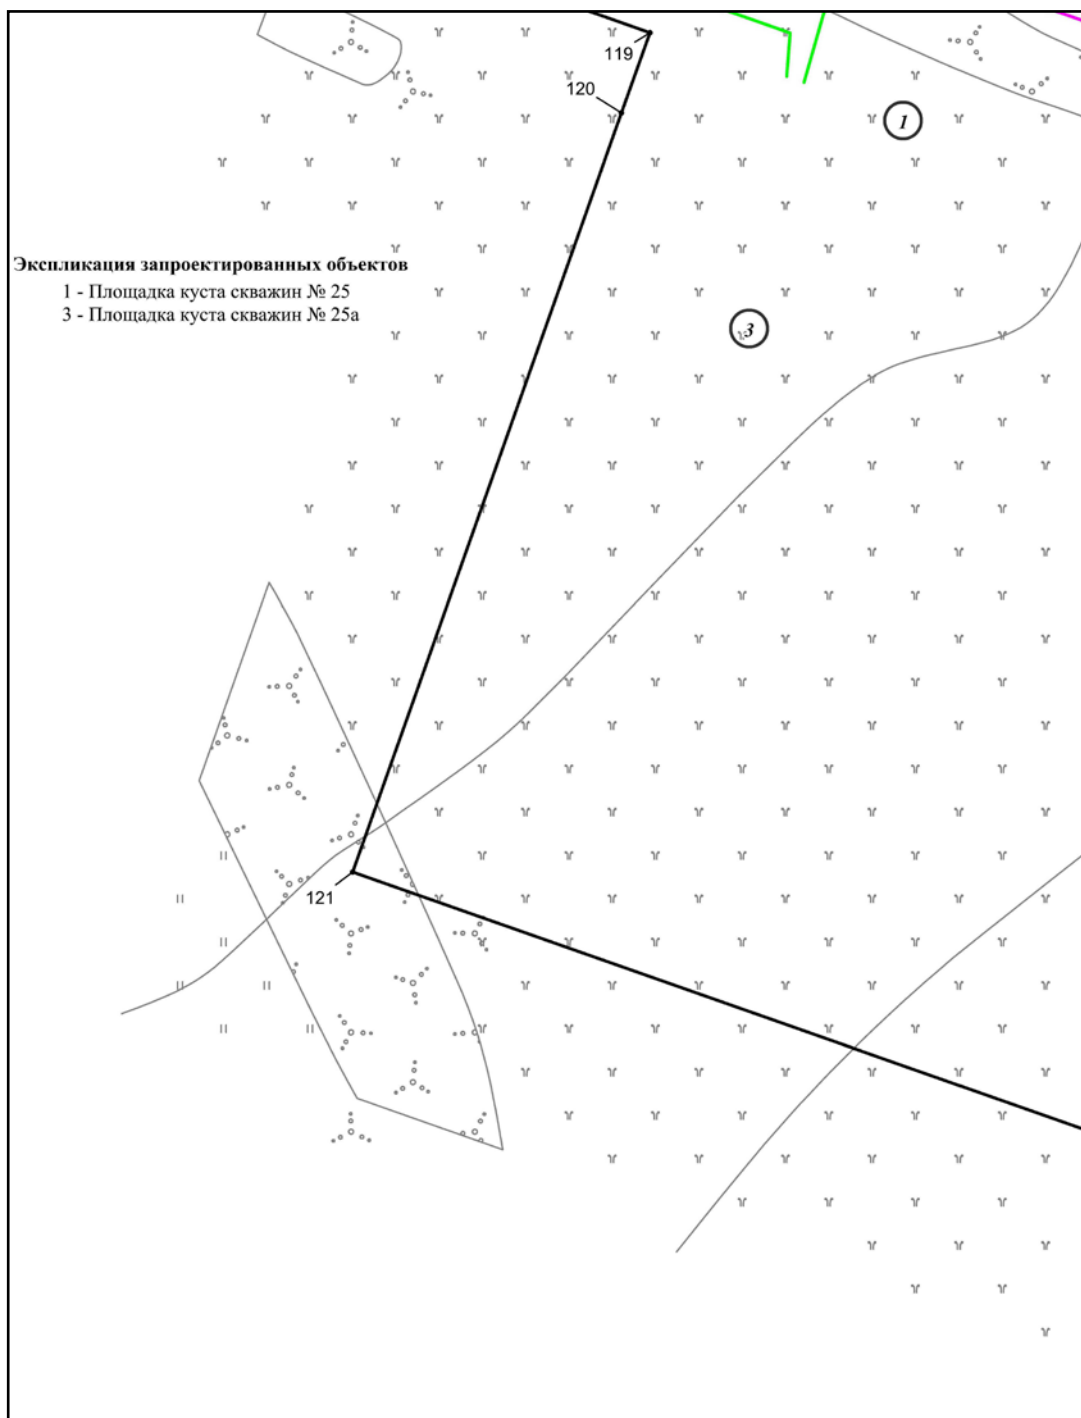 119
120
1
Экспликация запроектированных объектов
1 - Площадка куста скважин № 25
3 - Площадка куста скважин № 25а
3
121